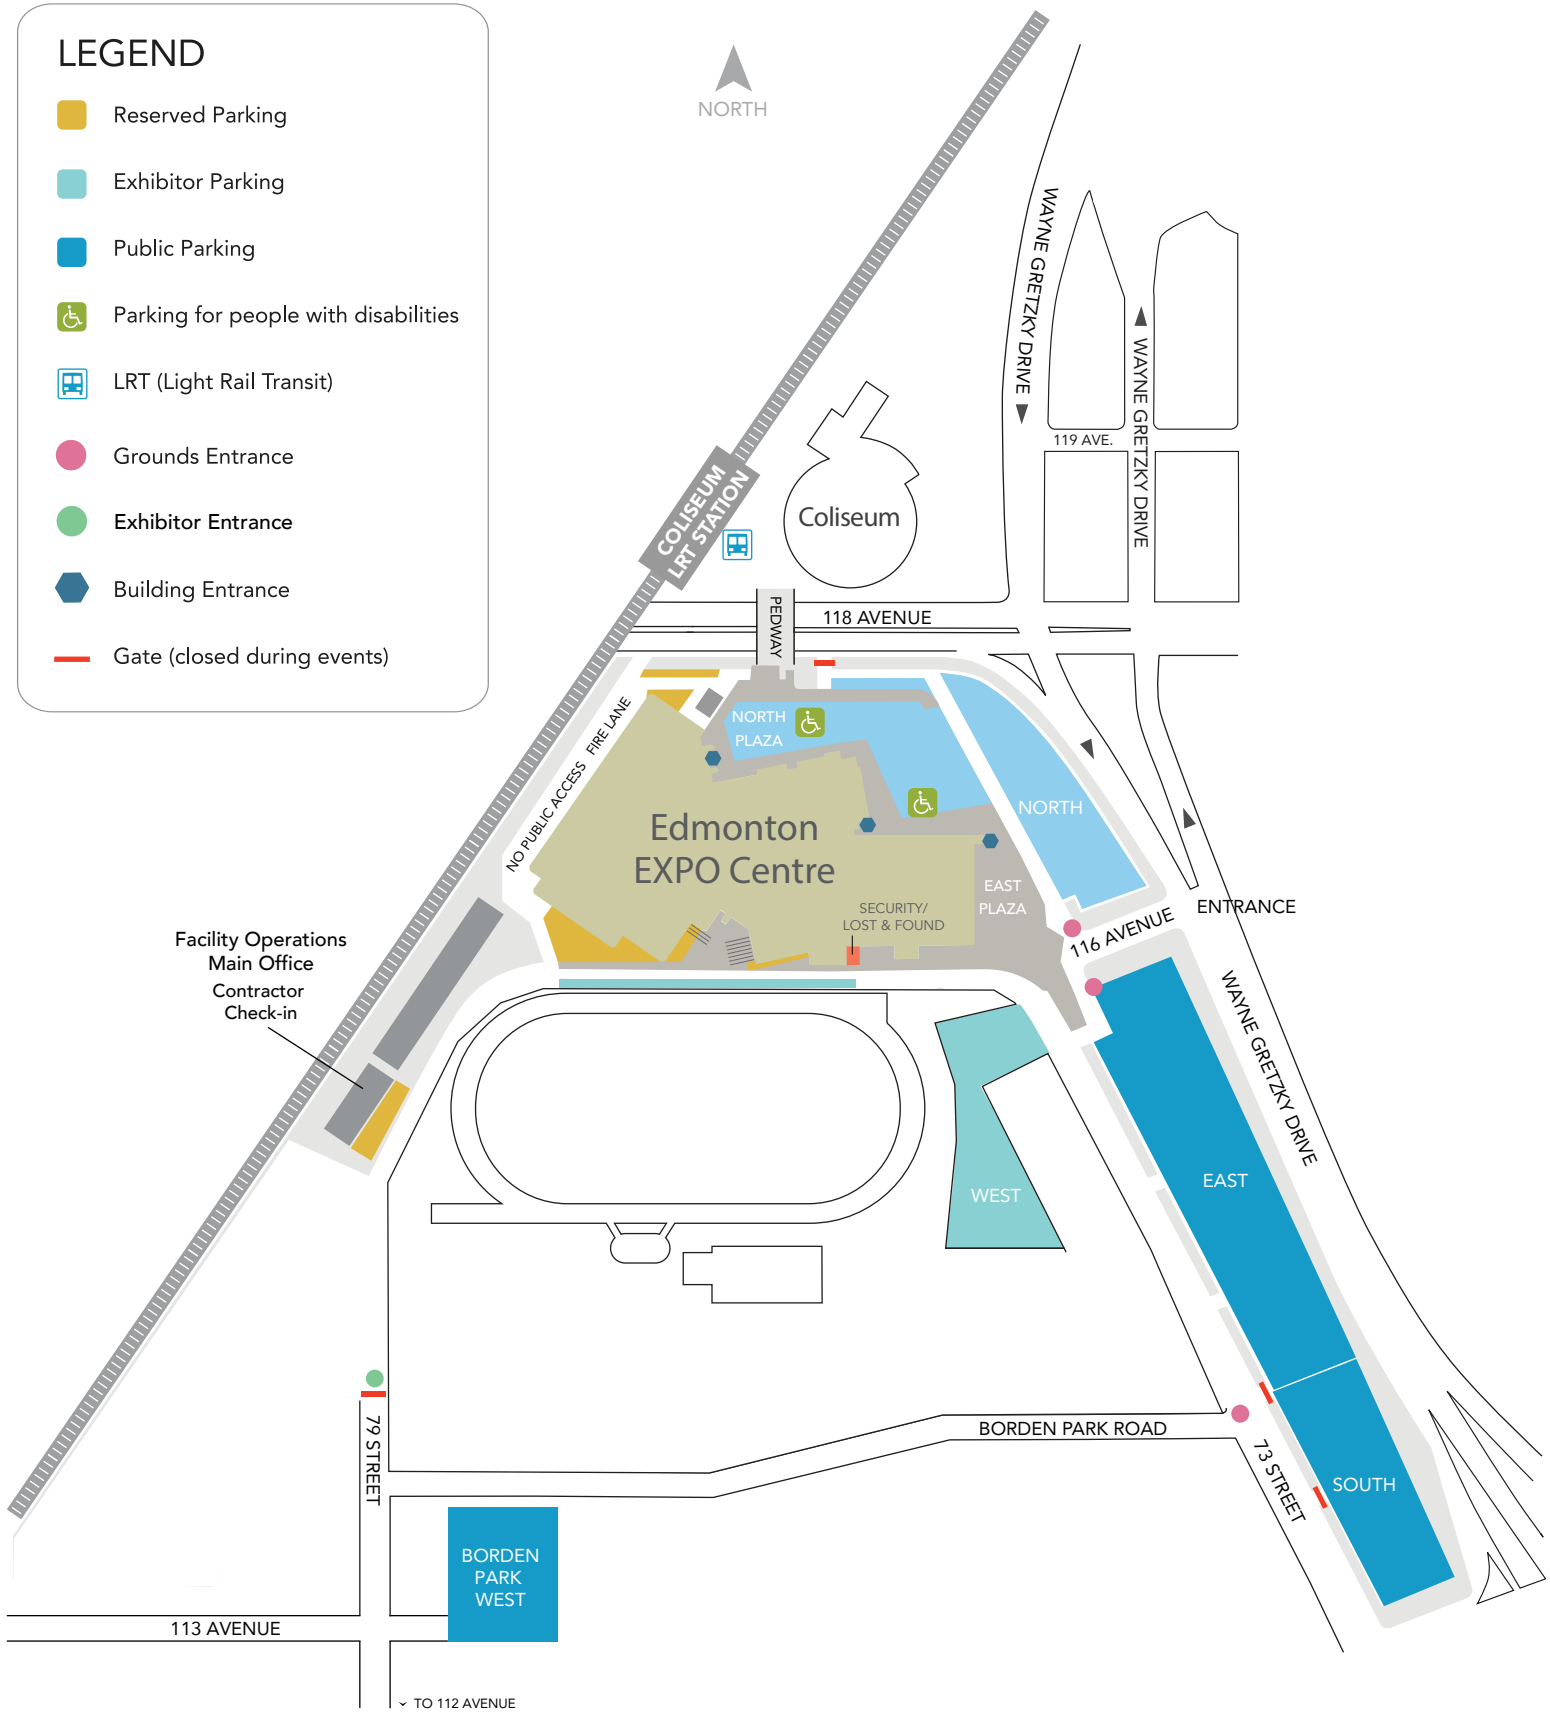 LEGEND
Reserved Parking
Exhibitor Parking
Public Parking
Parking for people with disabilities
LRT (Light Rail Transit)
Grounds Entrance
Exhibitor Entrance
Building Entrance
Gate (closed during events)
NORTH
WAYNE GRETZKY DRIVE
WAYNE GRETZKY DRIVE
119 AVE.
COLISEUM
LRT STATION
Coliseum
PEDWAY
118 AVENUE
NO PUBLIC ACCESS FIRE LANE
NORTH
PLAZA
NORTH
Edmonton
EXPO Centre
EAST
PLAZA
SECURITY/
LOST & FOUND
ENTRANCE
116 AVENUE
Facility Operations
Main Office
Contractor
Check-in
WAYNE GRETZKY DRIVE
EAST
WEST
BORDEN PARK ROAD
79 STREET
73 STREET
SOUTH
BORDEN
PARK
WEST
113 AVENUE
TO 112 AVENUE